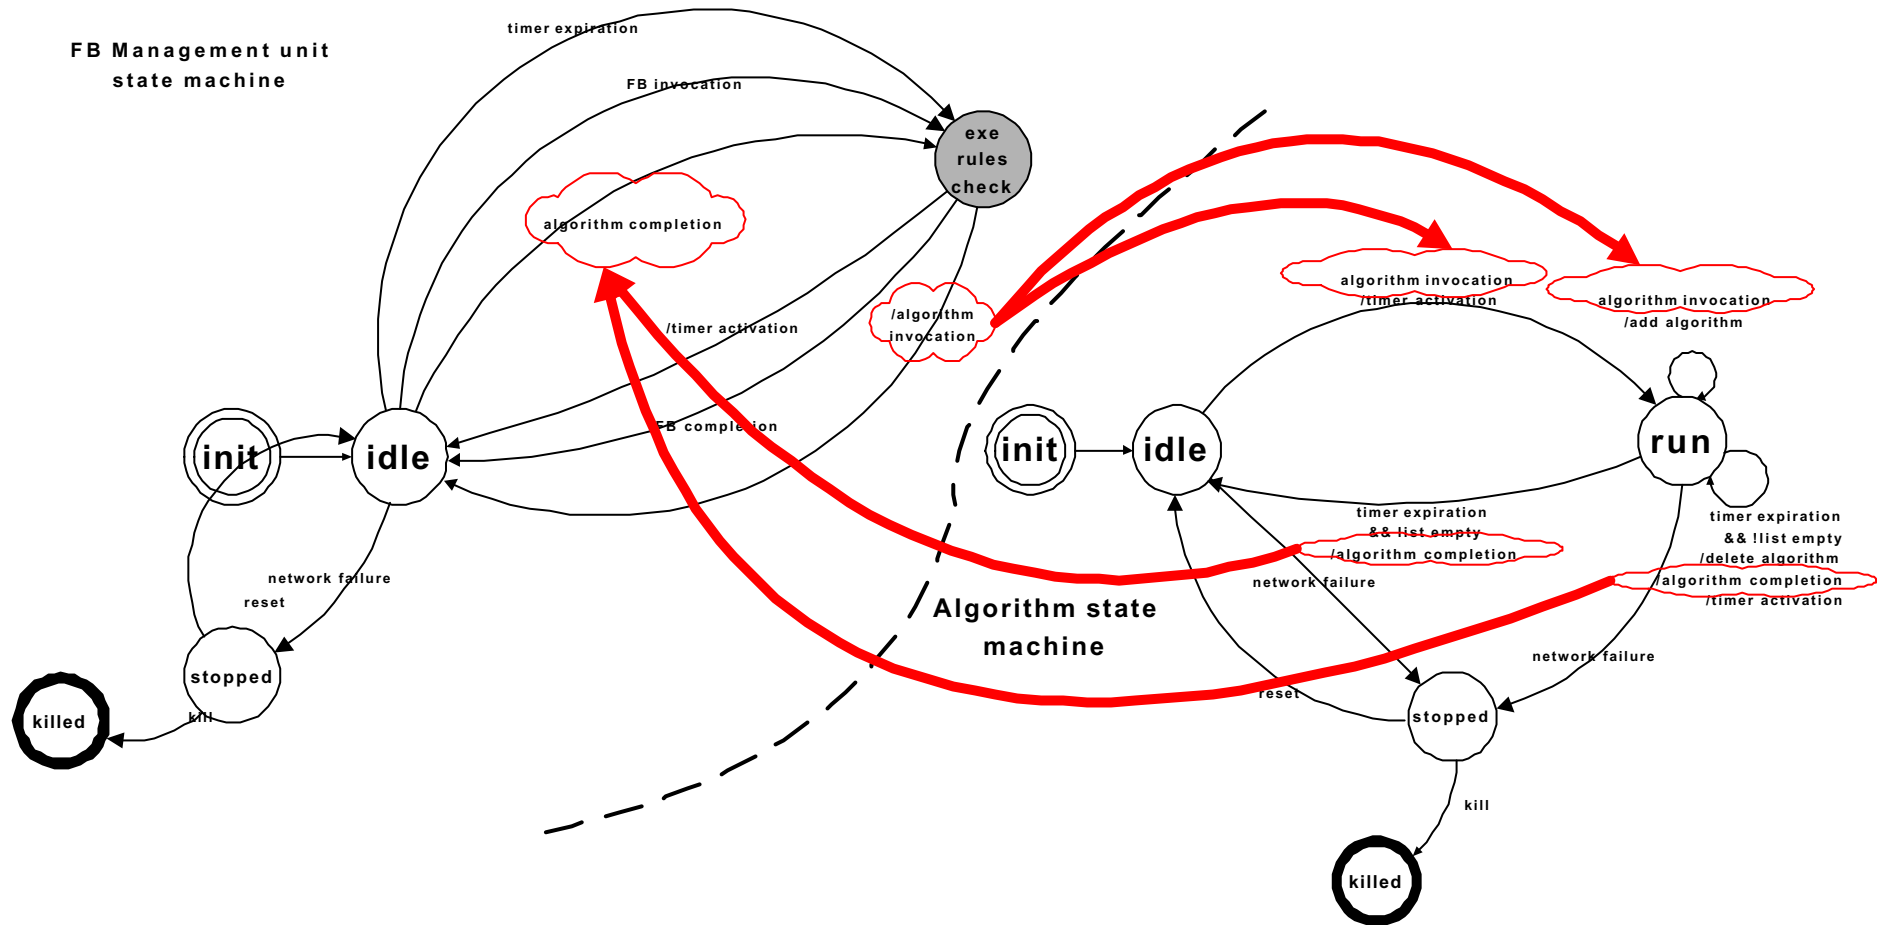 FB Management unit
state machine
timer expiration
FB invocation
exe
rules
check
algorithm completion
/algorithm
invocation
/timer activation
FB completion
init
idle
network failure
reset
stopped
kill
killed
algorithm invocation
/timer activation
algorithm invocation
/add algorithm
init
idle
run
timer expiration
&& list empty
/algorithm completion
timer expiration
&& !list empty
/delete algorithm
/algorithm completion
/timer activation
network failure
Algorithm state
machine
network failure
reset
stopped
kill
killed